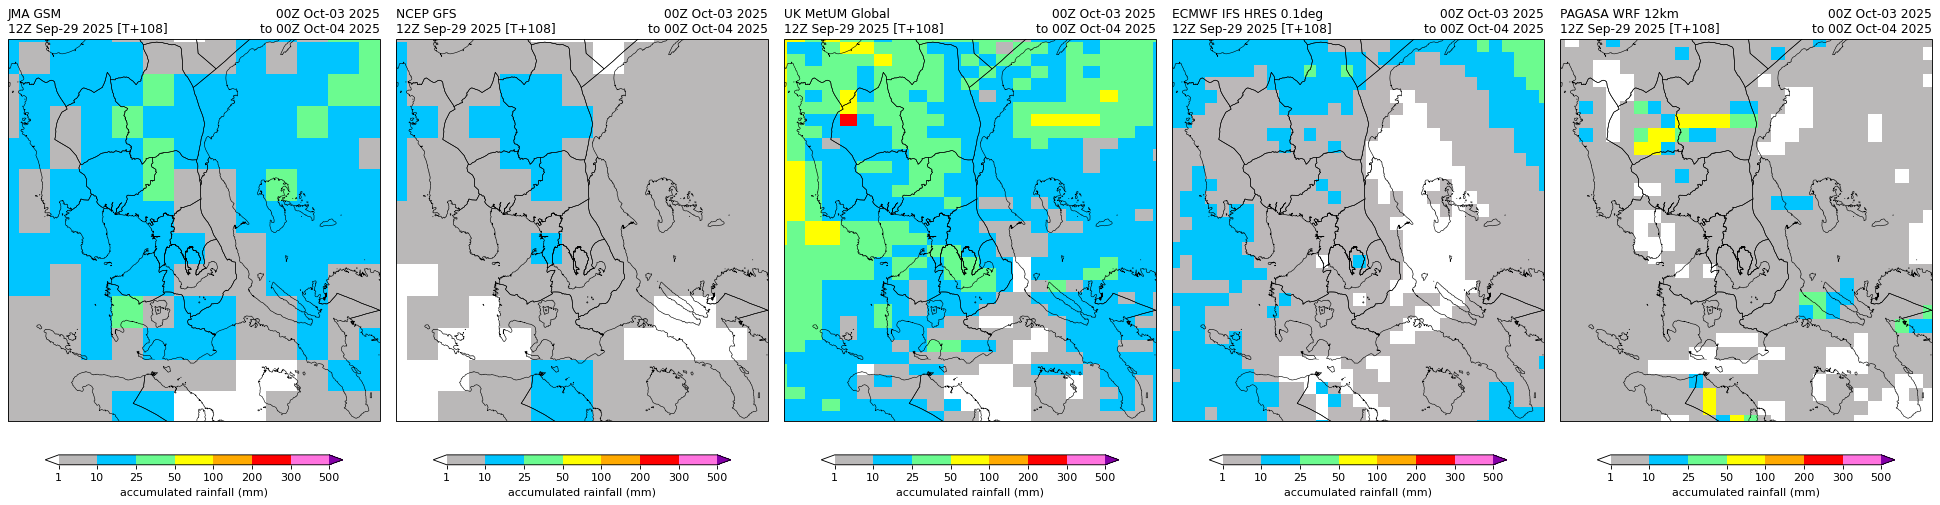 JMA GSM 00Z Oct-03 2025
12Z Sep-29 2025 [T+108] to 00Z Oct-04 2025
1 10 25 50 100 200 300 500
accumulated rainfall (mm)
NCEP GFS 00Z Oct-03 2025
12Z Sep-29 2025 [T+108] to 00Z Oct-04 2025
1 10 25 50 100 200 300 500
accumulated rainfall (mm)
UK MetUM Global 00Z Oct-03 2025
12Z Sep-29 2025 [T+108] to 00Z Oct-04 2025
1 10 25 50 100 200 300 500
accumulated rainfall (mm)
ECMWF IFS HRES 0.1deg 00Z Oct-03 2025
12Z Sep-29 2025 [T+108] to 00Z Oct-04 2025
1 10 25 50 100 200 300 500
accumulated rainfall (mm)
PAGASA WRF 12km 00Z Oct-03 2025
12Z Sep-29 2025 [T+108] to 00Z Oct-04 2025
1 10 25 50 100 200 300 500
accumulated rainfall (mm)